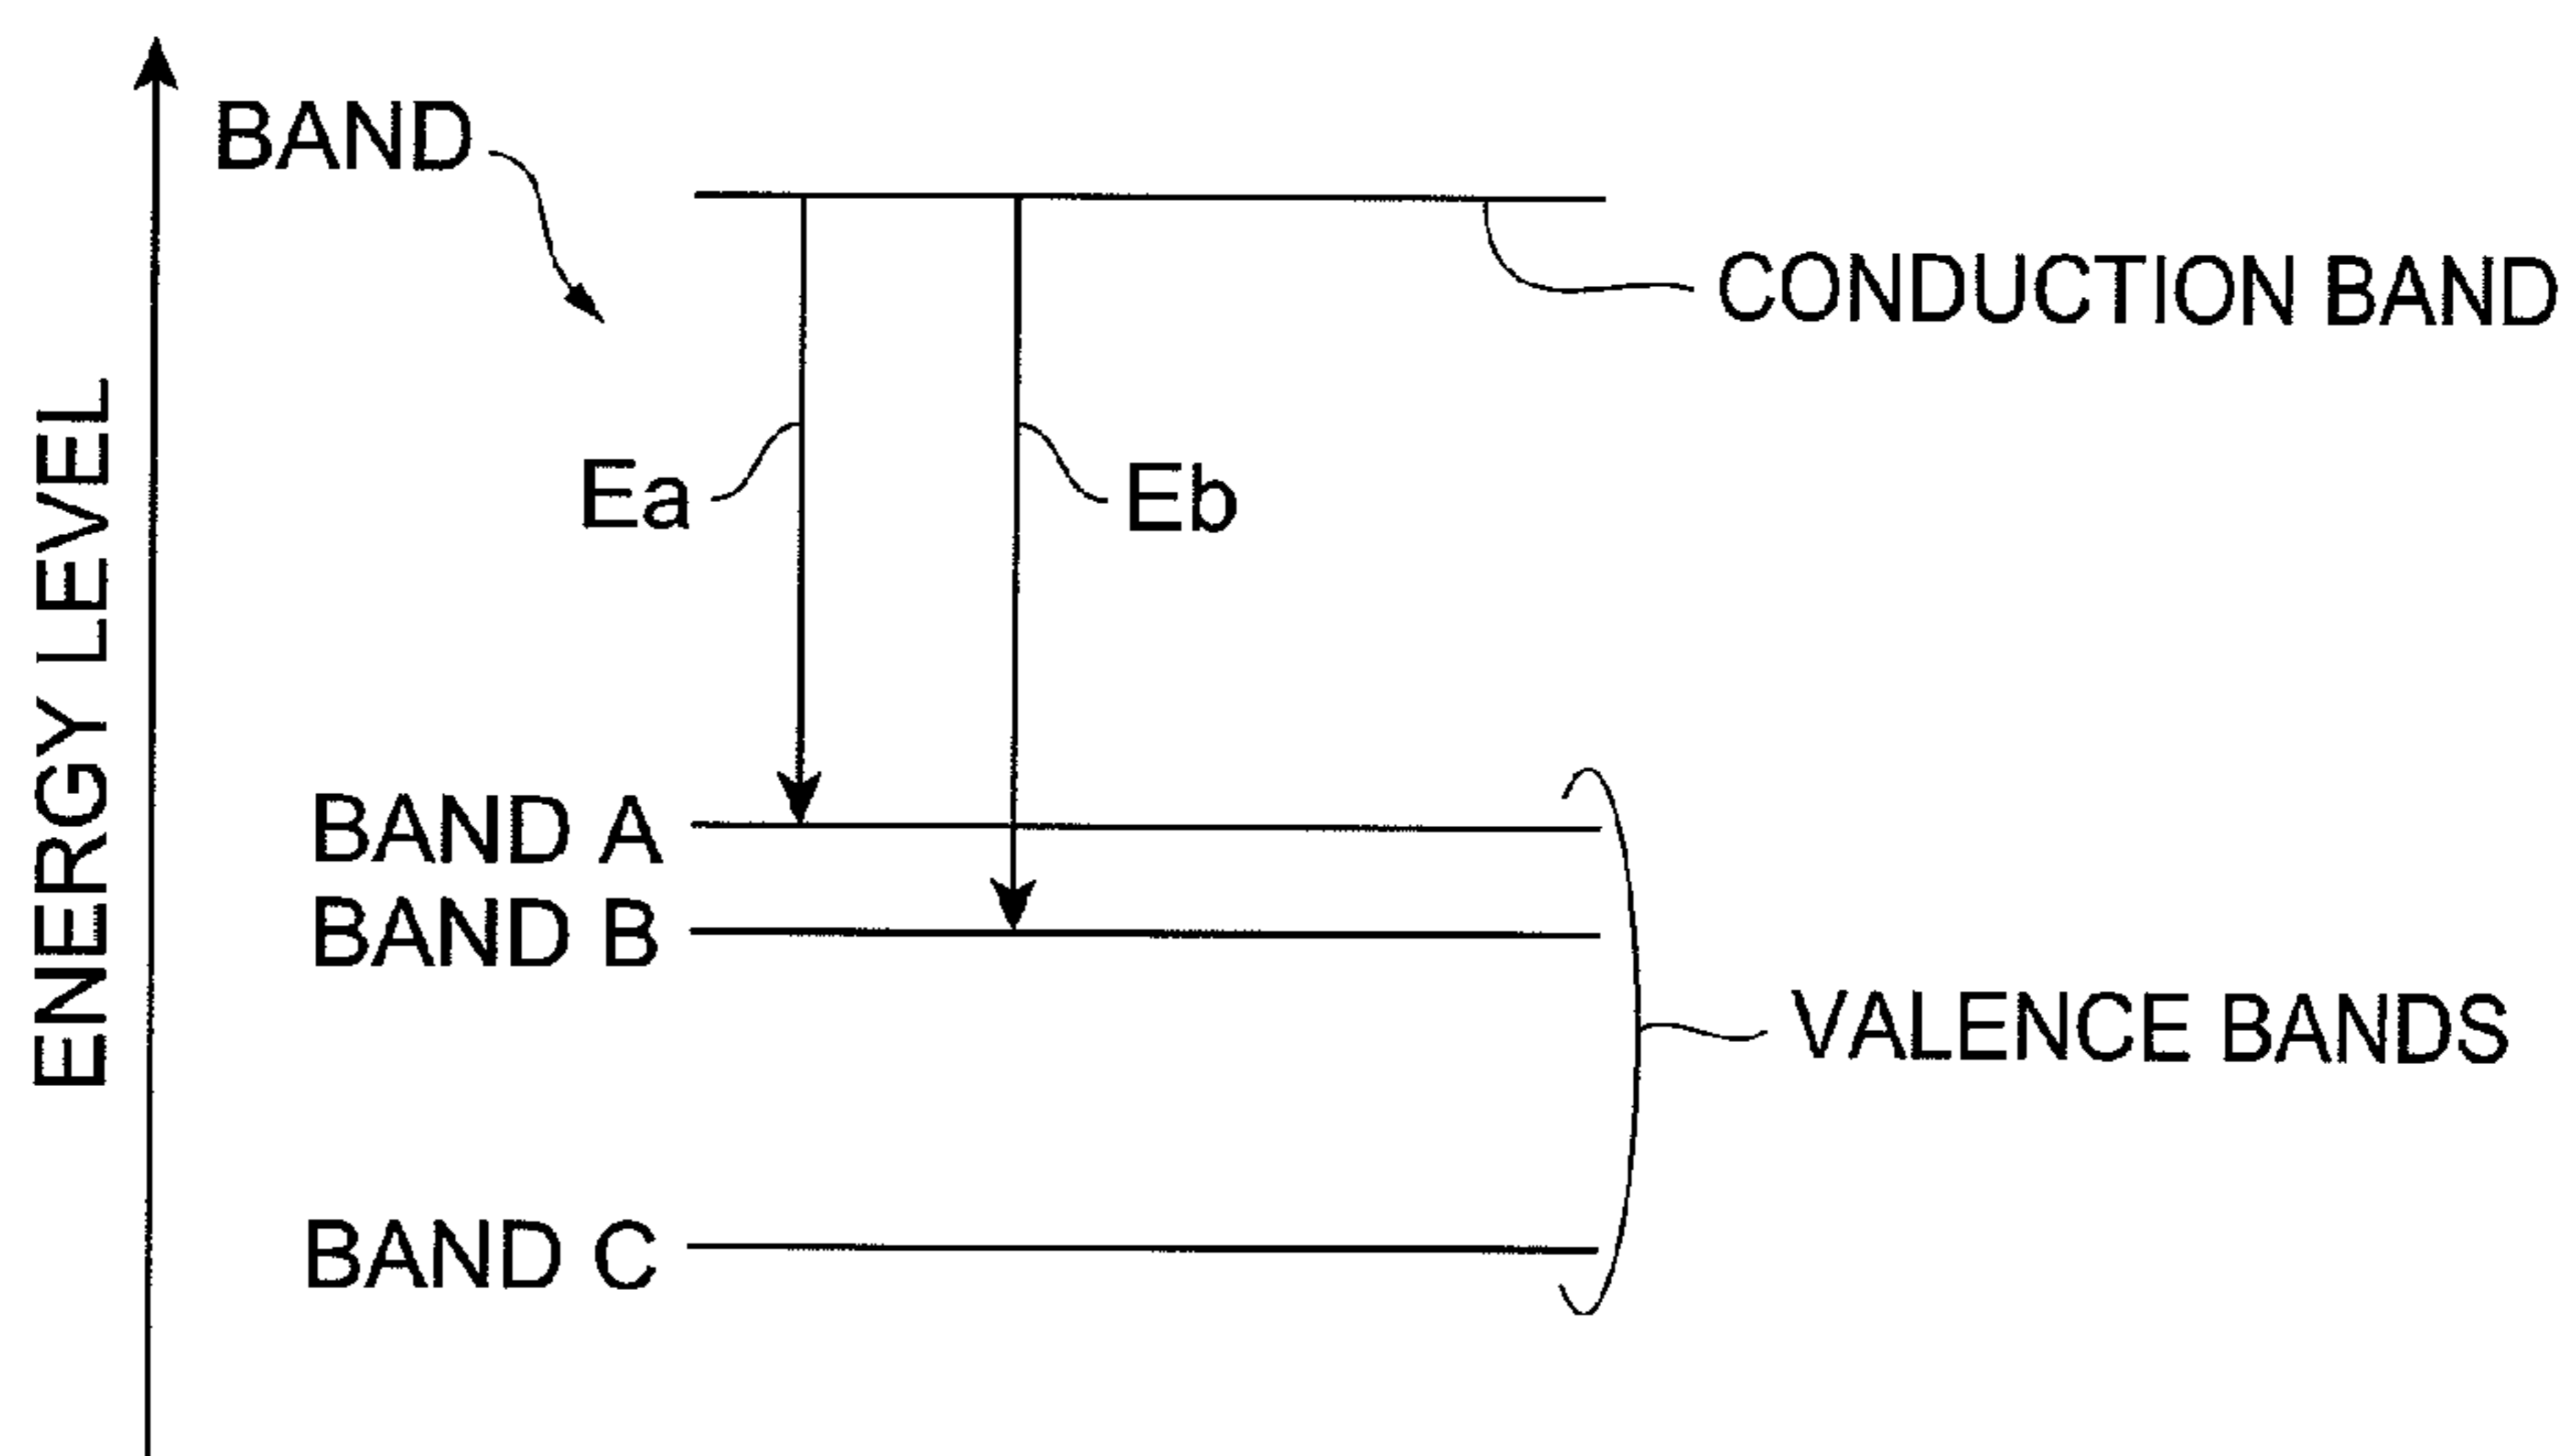 BAND
CONDUCTION BAND
Ea
Eb
ENERGY LEVEL
BAND A
BAND B
VALENCE BANDS
BAND C